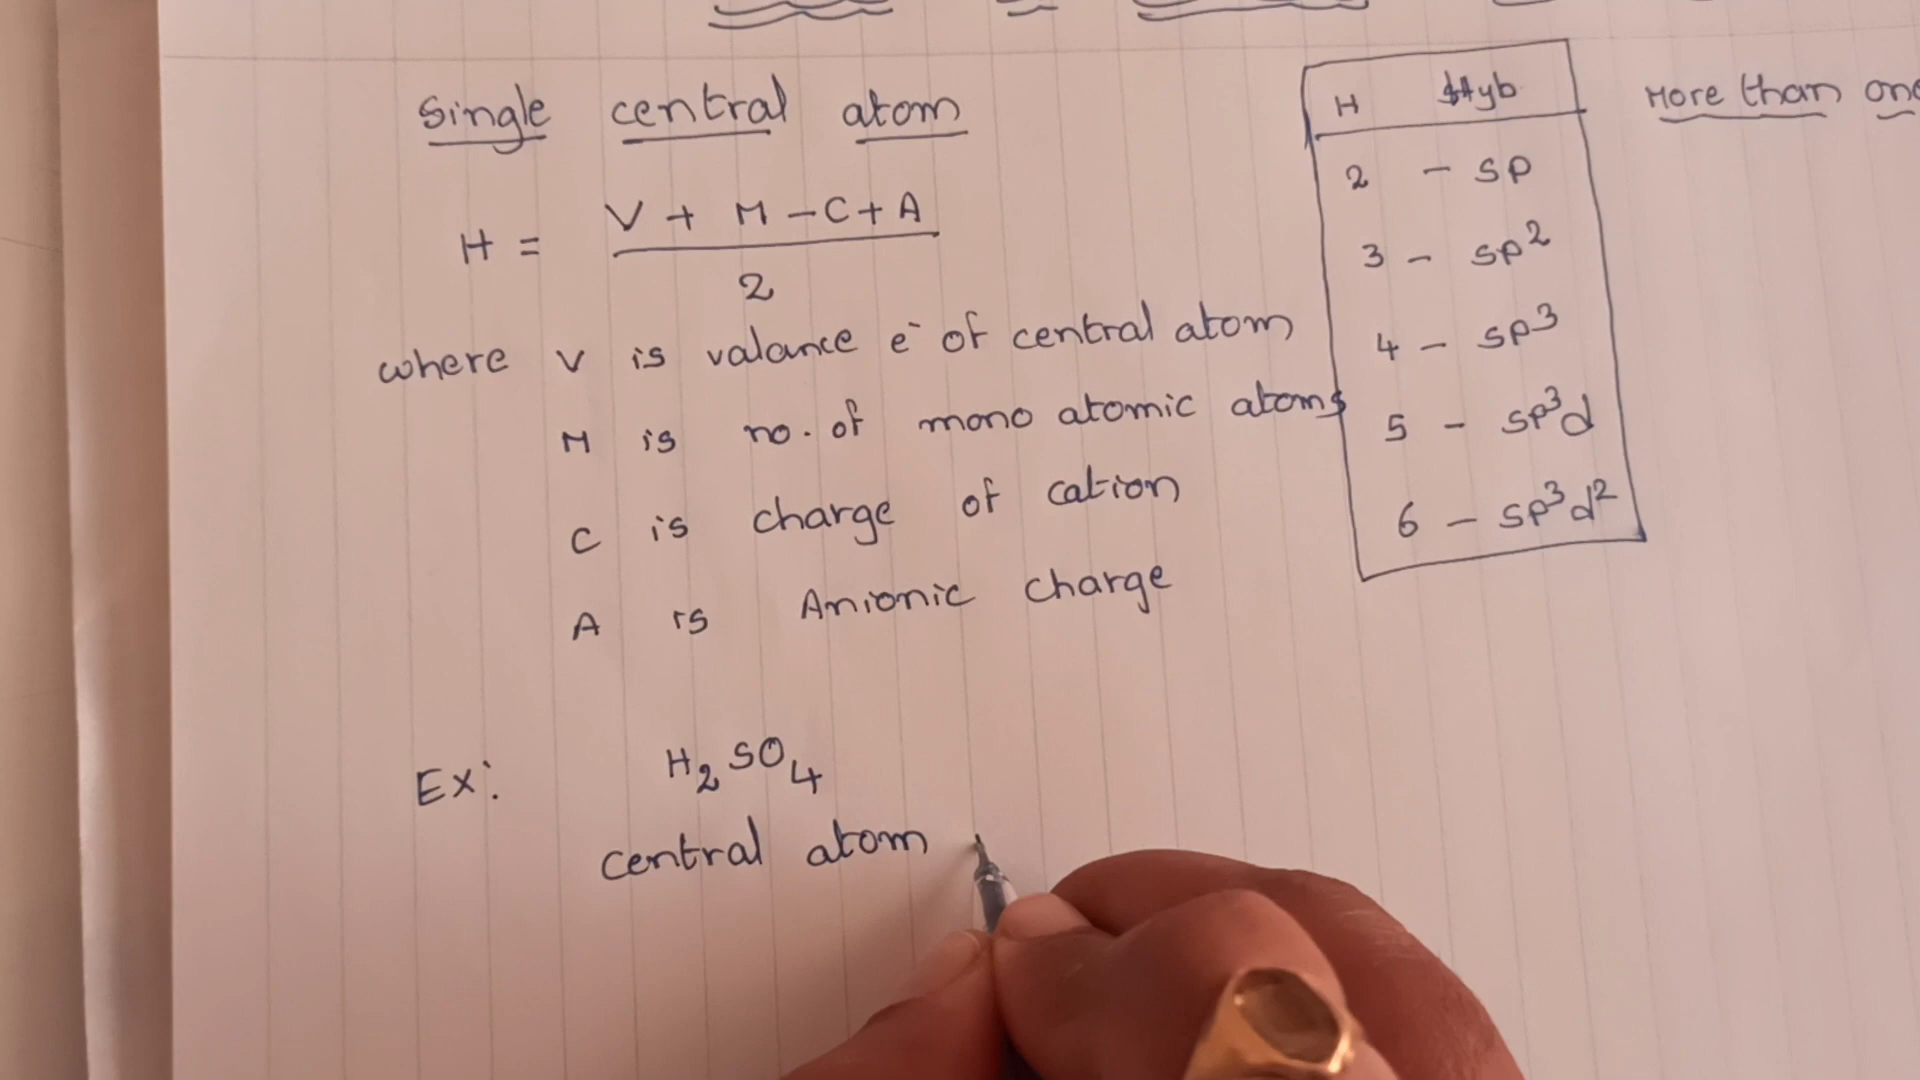 Single central atom
H = V + M - C + A
2
where V is valance e⁻ of central atom
M is no. of mono atomic atoms
C is charge of cation
A is Anionic charge
Ex: H₂SO₄
central atom
H Hyb
2 - sp
3 - sp²
4 - sp³
5 - sp³d
6 - sp³d²
More than one